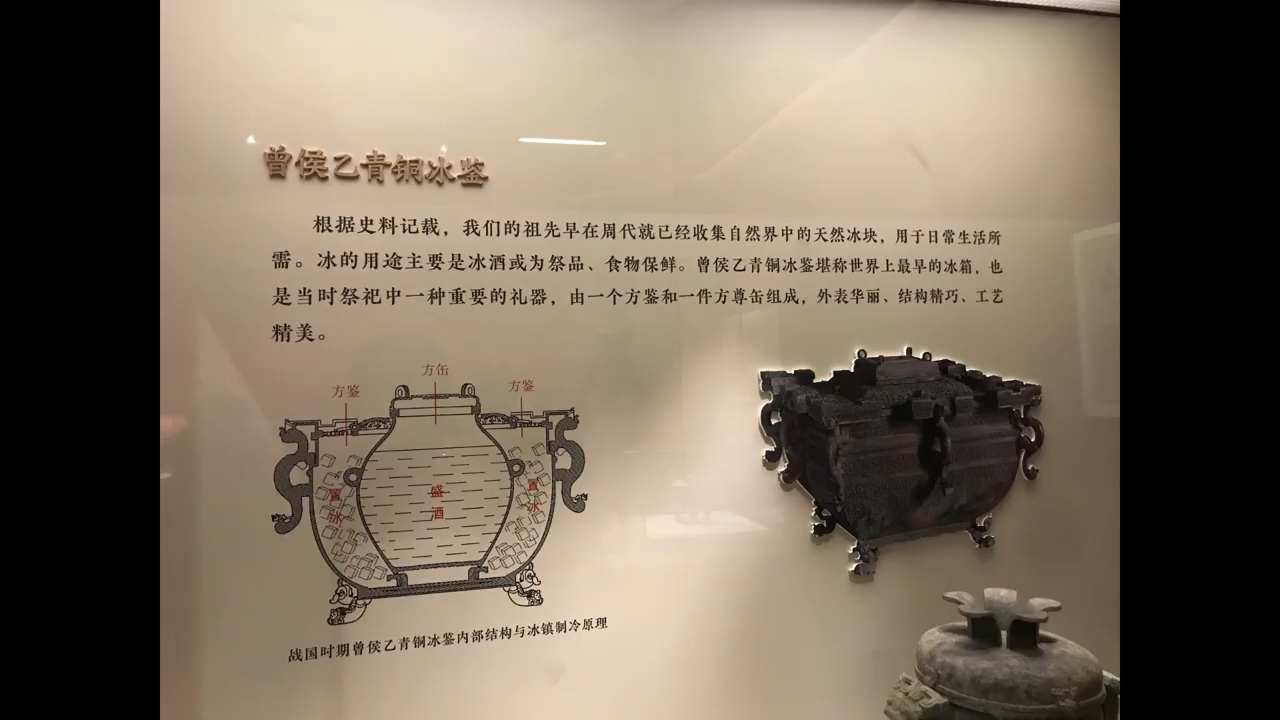 曾侯乙青铜冰鉴
根据史料记载，我们的祖先早在周代就已经收集自然界中的天然冰块，用于日常生活所
需。冰的用途主要是冰酒或为祭品、食物保鲜。曾侯乙青铜冰鉴堪称世界上最早的冰箱，也
是当时祭祀中一种重要的礼器，由一个方鉴和一件方尊缶组成，外表华丽、结构精巧、工艺
精美。
方鉴
方缶
方鉴
置冰
盛酒
置冰
战国时期曾侯乙青铜冰鉴内部结构与冰镇制冷原理